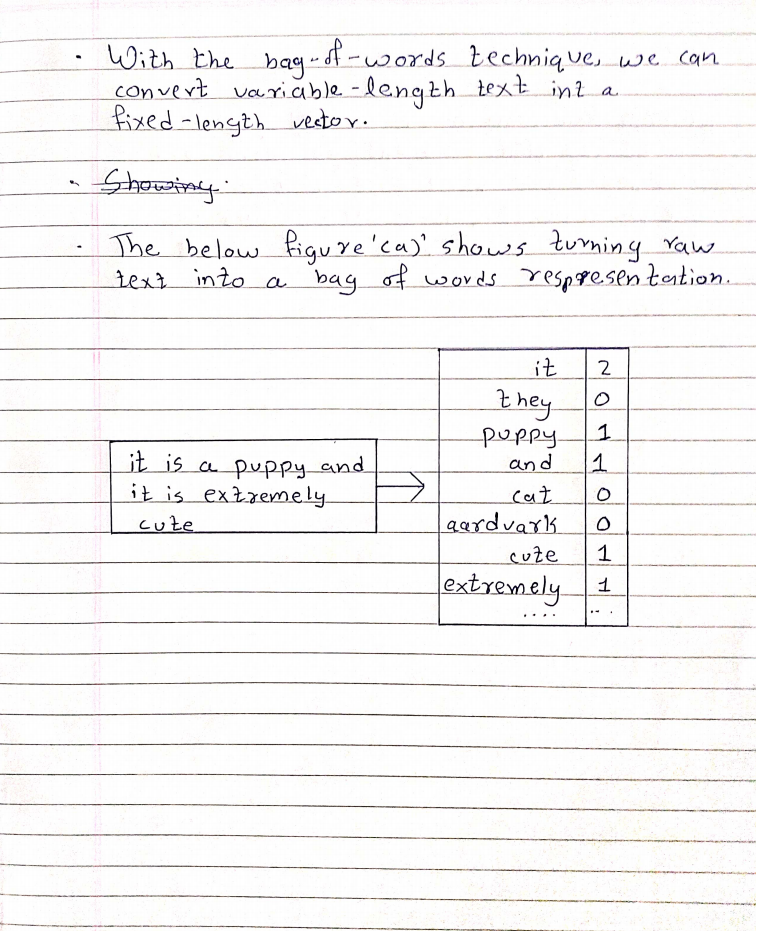 · With the bag-of-words technique, we can
convert variable-length text int a
fixed-length vector.
· Showing.
· The below figure '(a)' shows turning raw
text into a bag of words respresentation.
it is a puppy and
it is extremely
cute
it 2
they 0
puppy 1
and 1
cat 0
aardvark 0
cute 1
extremely 1
.... ...